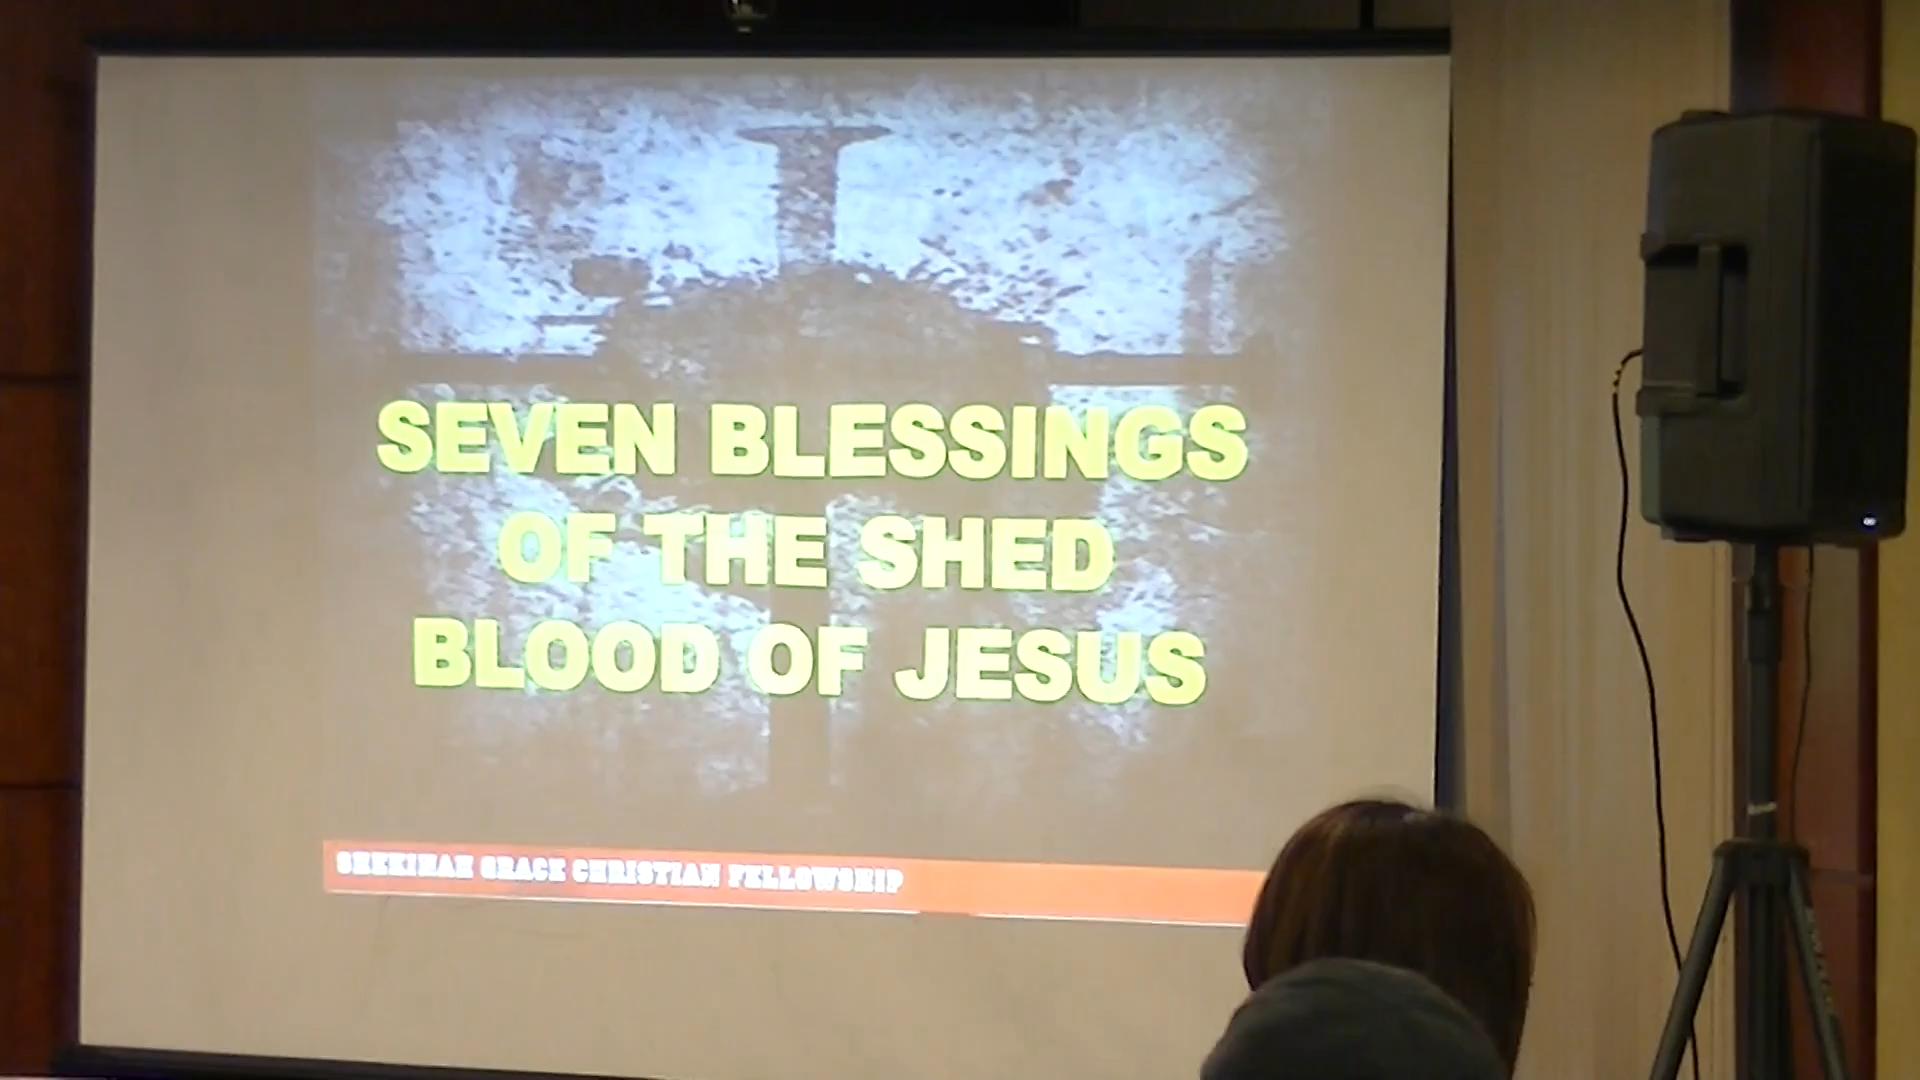 SEVEN BLESSINGS
OF THE SHED
BLOOD OF JESUS
SHEKINAH GRACE CHRISTIAN FELLOWSHIP